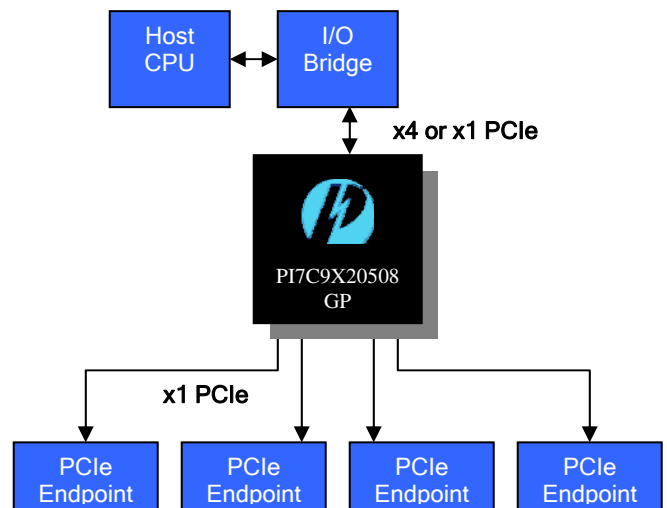 Host
CPU
I/O
Bridge
x4 or x1 PCIe
PI7C9X20508
GP
x1 PCIe
PCIe
Endpoint
PCIe
Endpoint
PCIe
Endpoint
PCIe
Endpoint